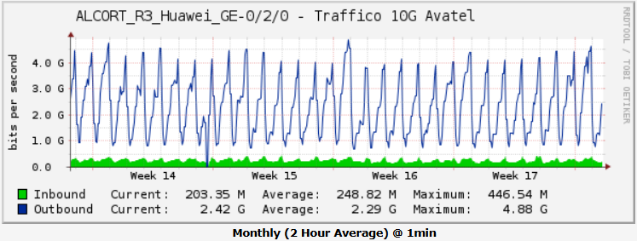 ALCORT_R3_Huawei_GE-0/2/0 - Traffico 10G Avatel
RRDTOOL / TOBI OETIKER
bits per second
4.0 G
3.0 G
2.0 G
1.0 G
0.0
Week 14 Week 15 Week 16 Week 17
Inbound Current: 203.35 M Average: 248.82 M Maximum: 446.54 M
Outbound Current: 2.42 G Average: 2.29 G Maximum: 4.88 G
Monthly (2 Hour Average) @ 1min